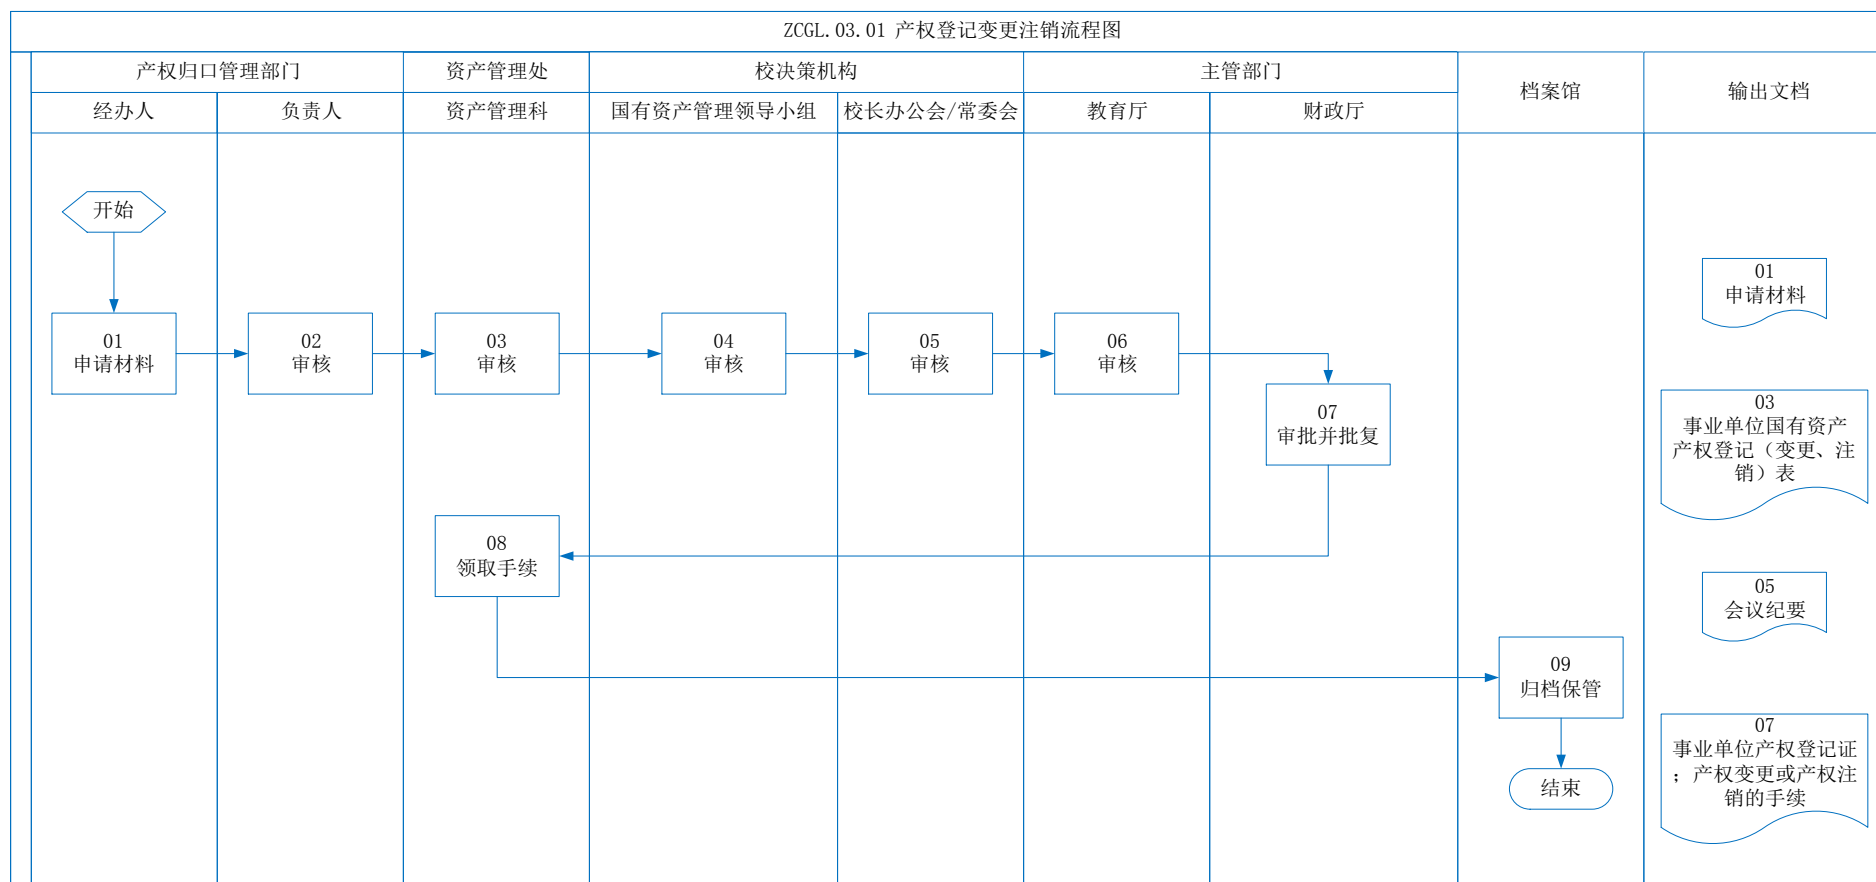 ZCGL.03.01 产权登记变更注销流程图
产权归口管理部门
资产管理处
校决策机构
主管部门
档案馆
输出文档
经办人
负责人
资产管理科
国有资产管理领导小组
校长办公会/常委会
教育厅
财政厅
开始
01
申请材料
02
审核
03
审核
04
审核
05
审核
06
审核
07
审批并批复
08
领取手续
09
归档保管
结束
01
申请材料
03
事业单位国有资产
产权登记（变更、注
销）表
05
会议纪要
07
事业单位产权登记证
；产权变更或产权注
销的手续